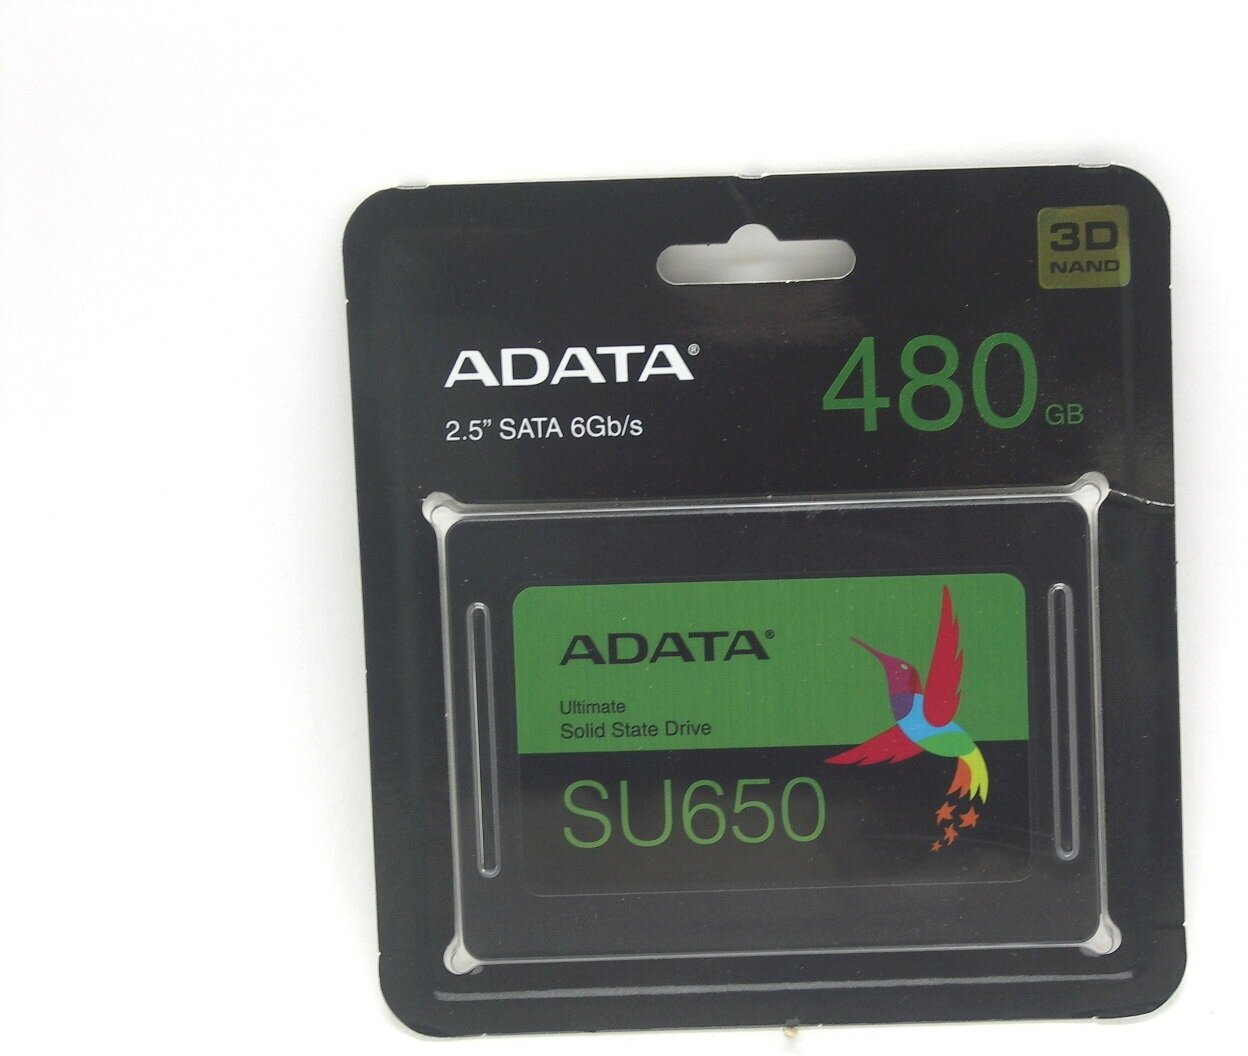 3D
NAND
ADATA®
480 GB
2.5” SATA 6Gb/s
ADATA®
Ultimate
Solid State Drive
SU650